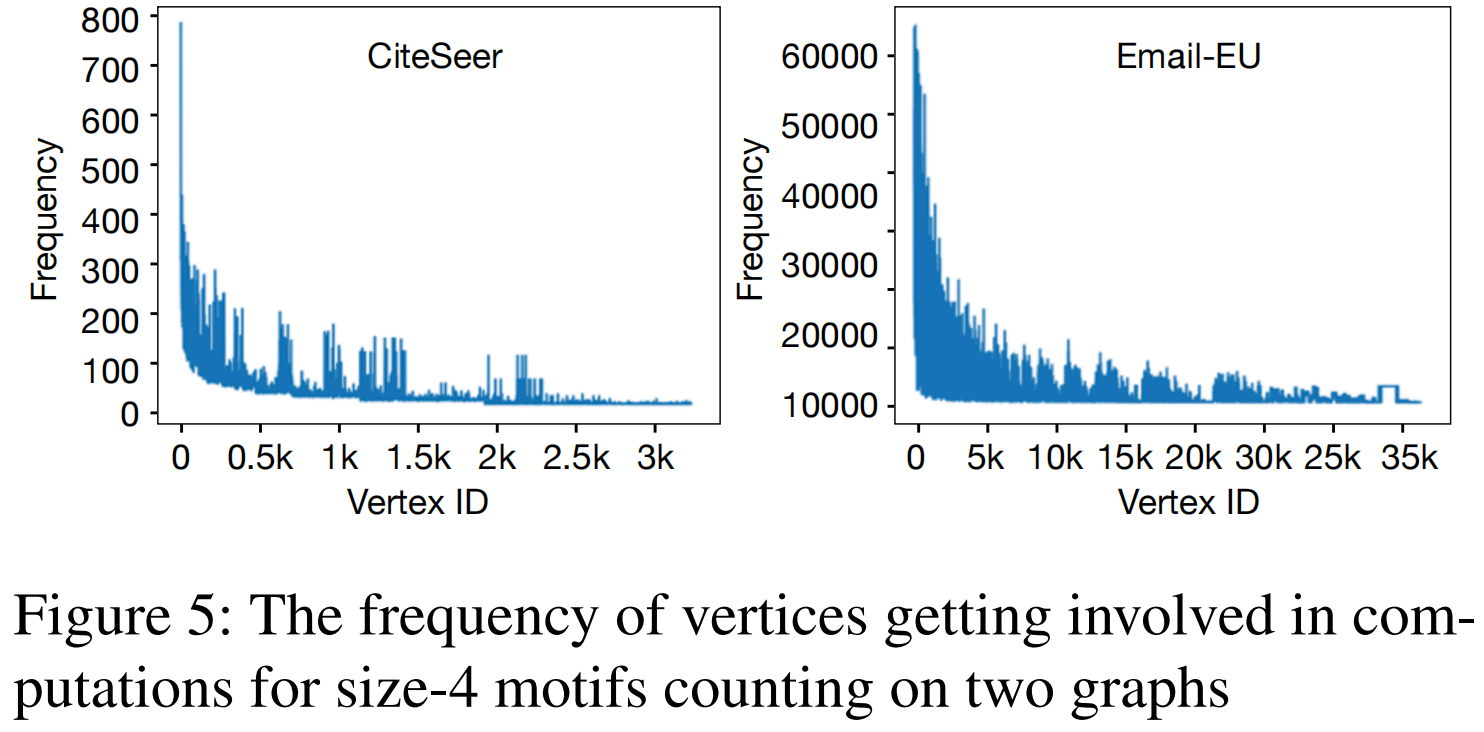 CiteSeer
800
700
600
500
400
300
200
100
0
Frequency
0 0.5k 1k 1.5k 2k 2.5k 3k
Vertex ID
Email-EU
60000
50000
40000
30000
20000
10000
Frequency
0 5k 10k 15k 20k 30k 25k 35k
Vertex ID
Figure 5: The frequency of vertices getting involved in com-
putations for size-4 motifs counting on two graphs